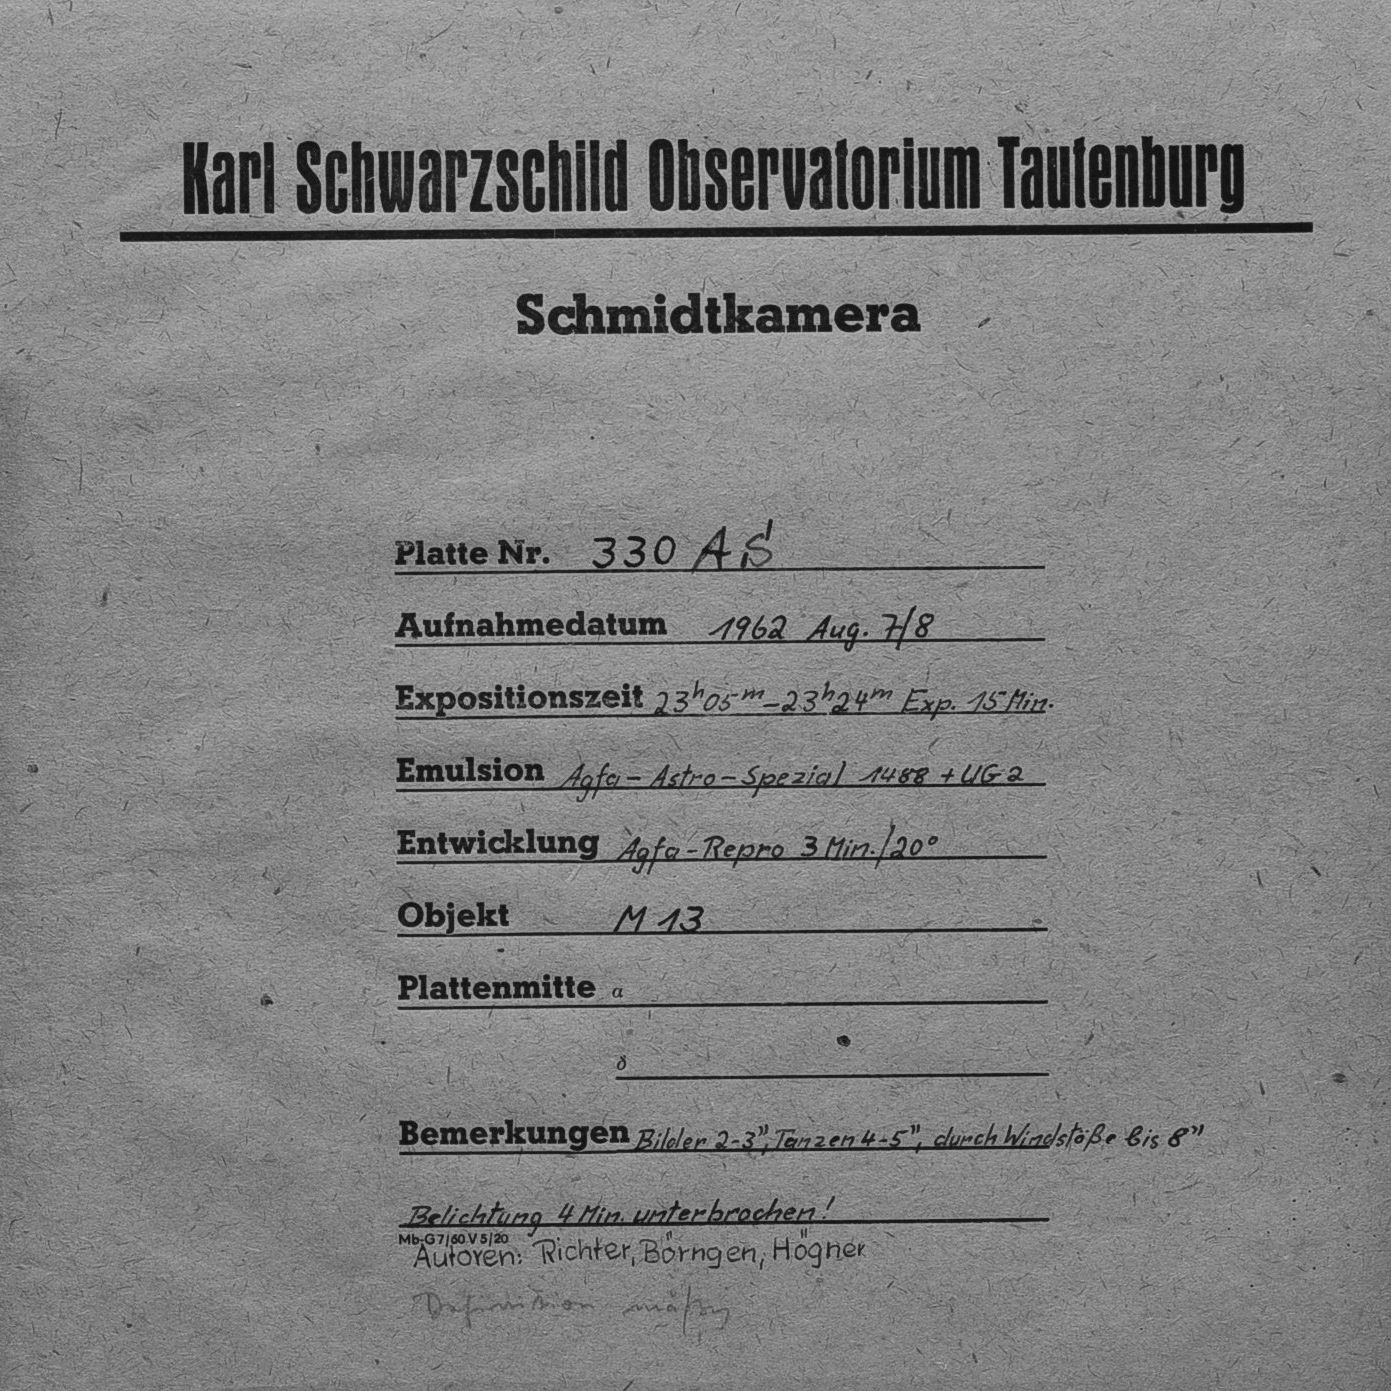 Karl Schwarzschild Observatorium Tautenburg
Schmidtkamera
Platte Nr. 330 AS
Aufnahmedatum 1962 Aug. 7/8
Expositionszeit 23h05m–23h24m Exp. 15 Min.
Emulsion Agfa-Astro-Spezial 1488 + UG 2
Entwicklung Agfa-Repro 3 Min./20°
Objekt M 13
Plattenmitte α
δ
Bemerkungen Bilder 2-3", Tanzen 4-5", durch Windstöße bis 8"
Belichtung 4 Min. unterbrochen!
Mb-G 7/60 V 5/20
Autoren: Richter, Börngen, Högner
Definition mäßig